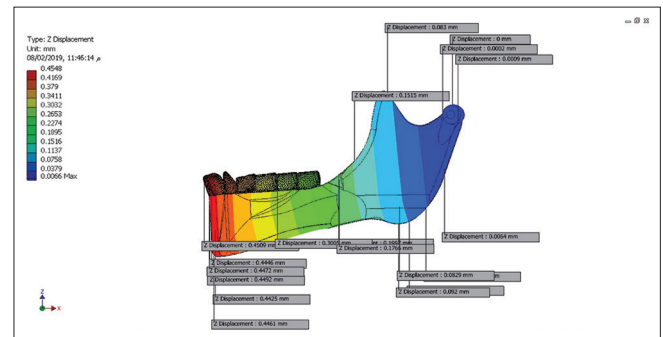 Type: Z Displacement
Unit: mm
08/02/2019, 11:46:14 م
0.4548
0.4169
0.379
0.3411
0.3032
0.2653
0.2274
0.1895
0.1516
0.1137
0.0758
0.0379
0.0066 Max
Z Displacement : 0.083 mm
Z Displacement : 0 mm
Z Displacement : 0.0002 mm
Z Displacement : 0.0009 mm
Z Displacement : 0.1515 mm
Z Displacement : 0.0064 mm
Z Displacement : 0.4509 mm
Z Displacement : 0.3005
Z Displacement : 0.1766 mm
Z Displacement : 0.4446 mm
Z Displacement : 0.4472 mm
Z Displacement : 0.4492 mm
Z Displacement : 0.0829 mm
Z Displacement : 0.092 mm
Z Displacement : 0.4425 mm
Z Displacement : 0.4461 mm
Z
X